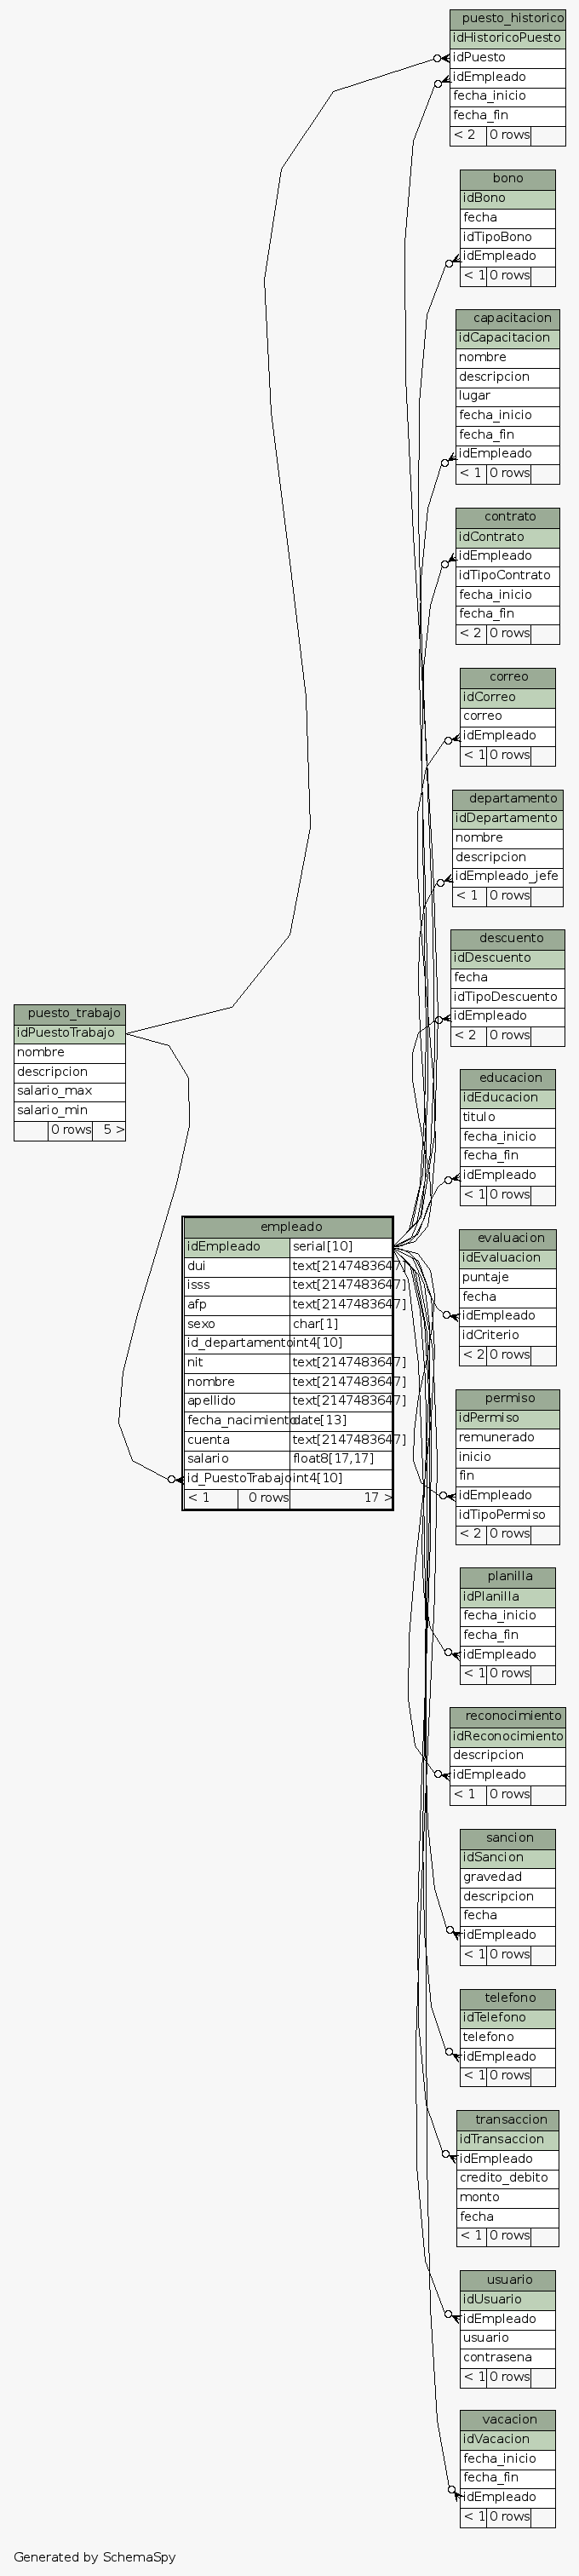 puesto_historico
idHistoricoPuesto
idPuesto
idEmpleado
fecha_inicio
fecha_fin
< 2 0 rows
bono
idBono
fecha
idTipoBono
idEmpleado
< 1 0 rows
capacitacion
idCapacitacion
nombre
descripcion
lugar
fecha_inicio
fecha_fin
idEmpleado
< 1 0 rows
contrato
idContrato
idEmpleado
idTipoContrato
fecha_inicio
fecha_fin
< 2 0 rows
correo
idCorreo
correo
idEmpleado
< 1 0 rows
departamento
idDepartamento
nombre
descripcion
idEmpleado_jefe
< 1 0 rows
descuento
idDescuento
fecha
idTipoDescuento
idEmpleado
< 2 0 rows
puesto_trabajo
idPuestoTrabajo
nombre
descripcion
salario_max
salario_min
0 rows 5 >
educacion
idEducacion
titulo
fecha_inicio
fecha_fin
idEmpleado
< 1 0 rows
empleado
idEmpleado serial[10]
dui text[2147483647]
isss text[2147483647]
afp text[2147483647]
sexo char[1]
id_departamento int4[10]
nit text[2147483647]
nombre text[2147483647]
apellido text[2147483647]
fecha_nacimiento date[13]
cuenta text[2147483647]
salario float8[17,17]
id_PuestoTrabajo int4[10]
< 1 0 rows 17 >
evaluacion
idEvaluacion
puntaje
fecha
idEmpleado
idCriterio
< 2 0 rows
permiso
idPermiso
remunerado
inicio
fin
idEmpleado
idTipoPermiso
< 2 0 rows
planilla
idPlanilla
fecha_inicio
fecha_fin
idEmpleado
< 1 0 rows
reconocimiento
idReconocimiento
descripcion
idEmpleado
< 1 0 rows
sancion
idSancion
gravedad
descripcion
fecha
idEmpleado
< 1 0 rows
telefono
idTelefono
telefono
idEmpleado
< 1 0 rows
transaccion
idTransaccion
idEmpleado
credito_debito
monto
fecha
< 1 0 rows
usuario
idUsuario
idEmpleado
usuario
contrasena
< 1 0 rows
vacacion
idVacacion
fecha_inicio
fecha_fin
idEmpleado
< 1 0 rows
Generated by SchemaSpy